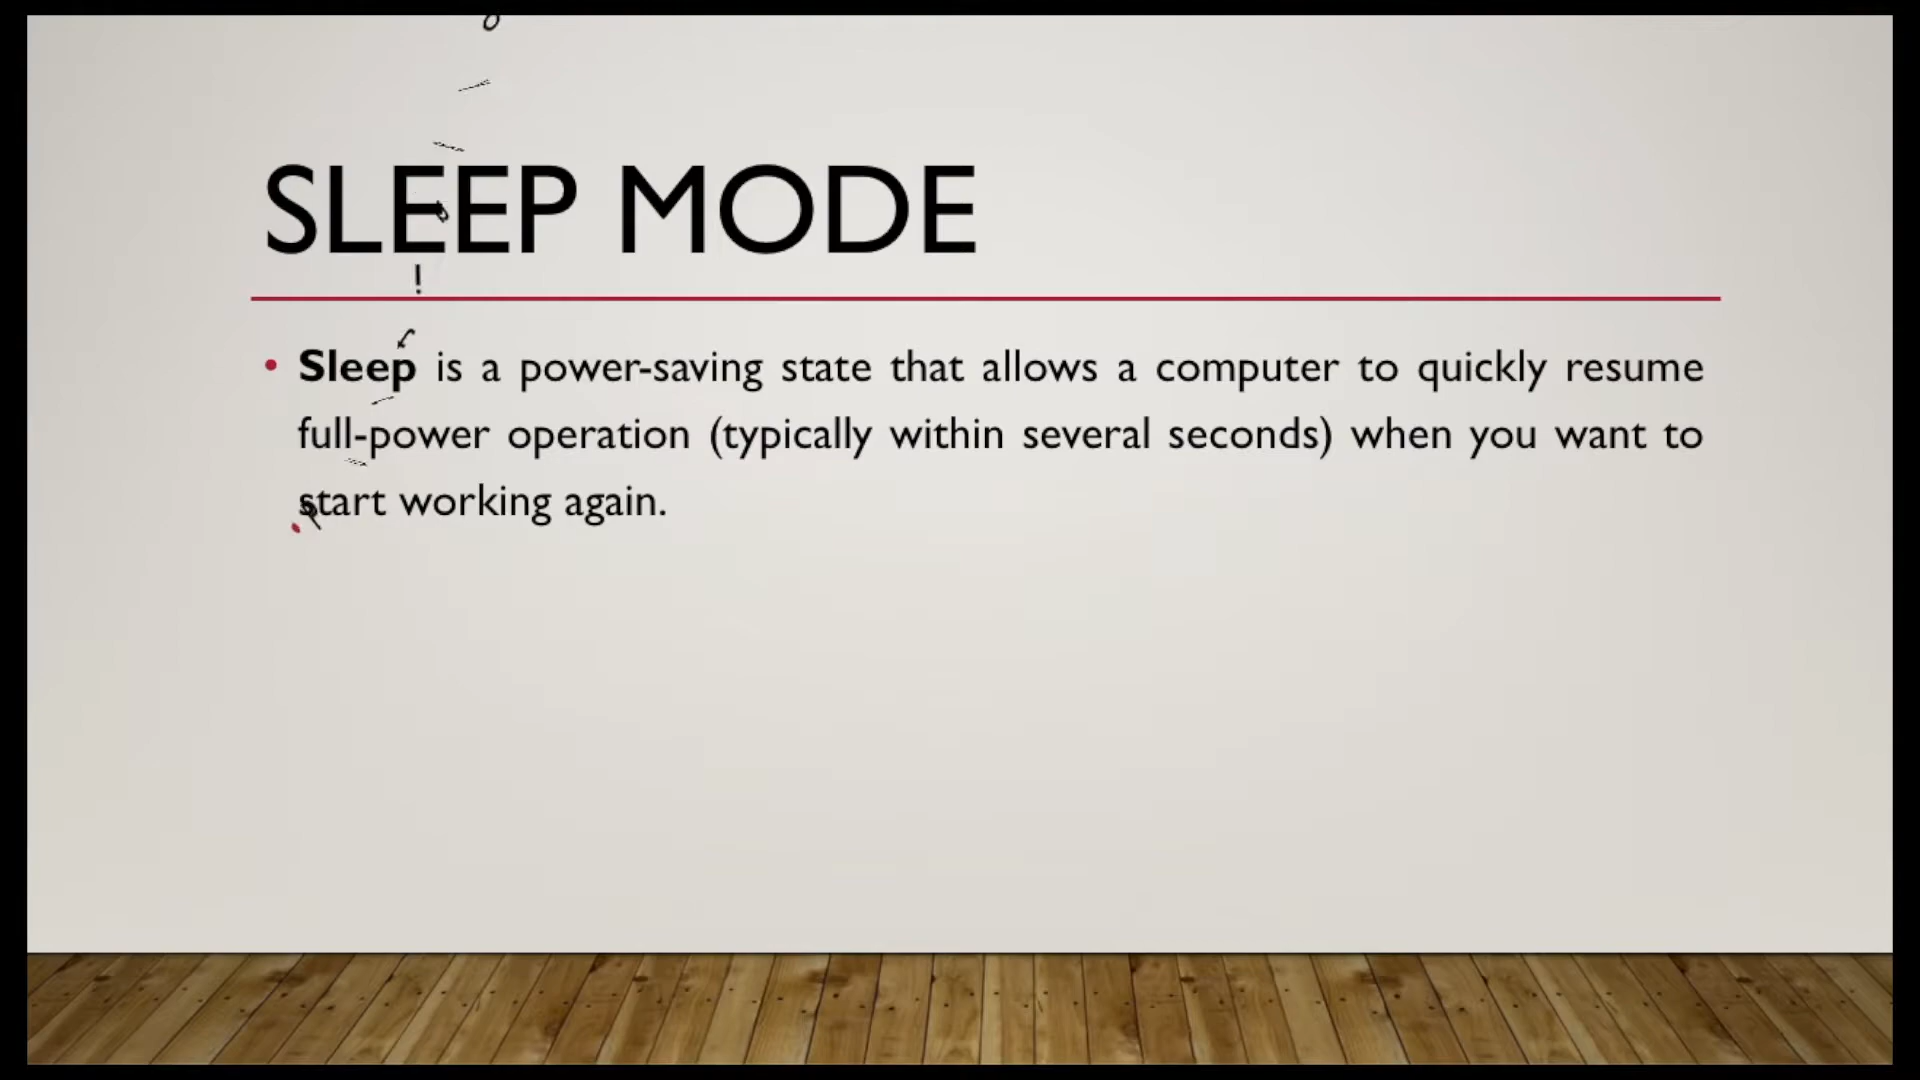 SLEEP MODE
• Sleep is a power-saving state that allows a computer to quickly resume
full-power operation (typically within several seconds) when you want to
start working again.